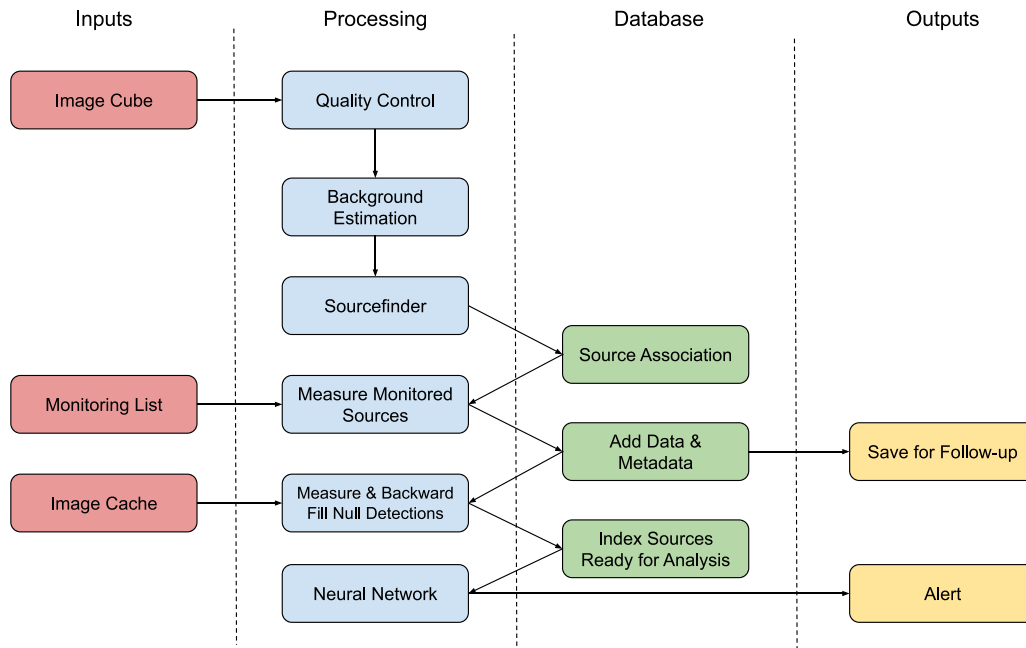 Inputs
Processing
Database
Outputs
Image Cube
Quality Control
Background
Estimation
Sourcefinder
Source Association
Monitoring List
Measure Monitored
Sources
Add Data &
Metadata
Save for Follow-up
Image Cache
Measure & Backward
Fill Null Detections
Index Sources
Ready for Analysis
Neural Network
Alert